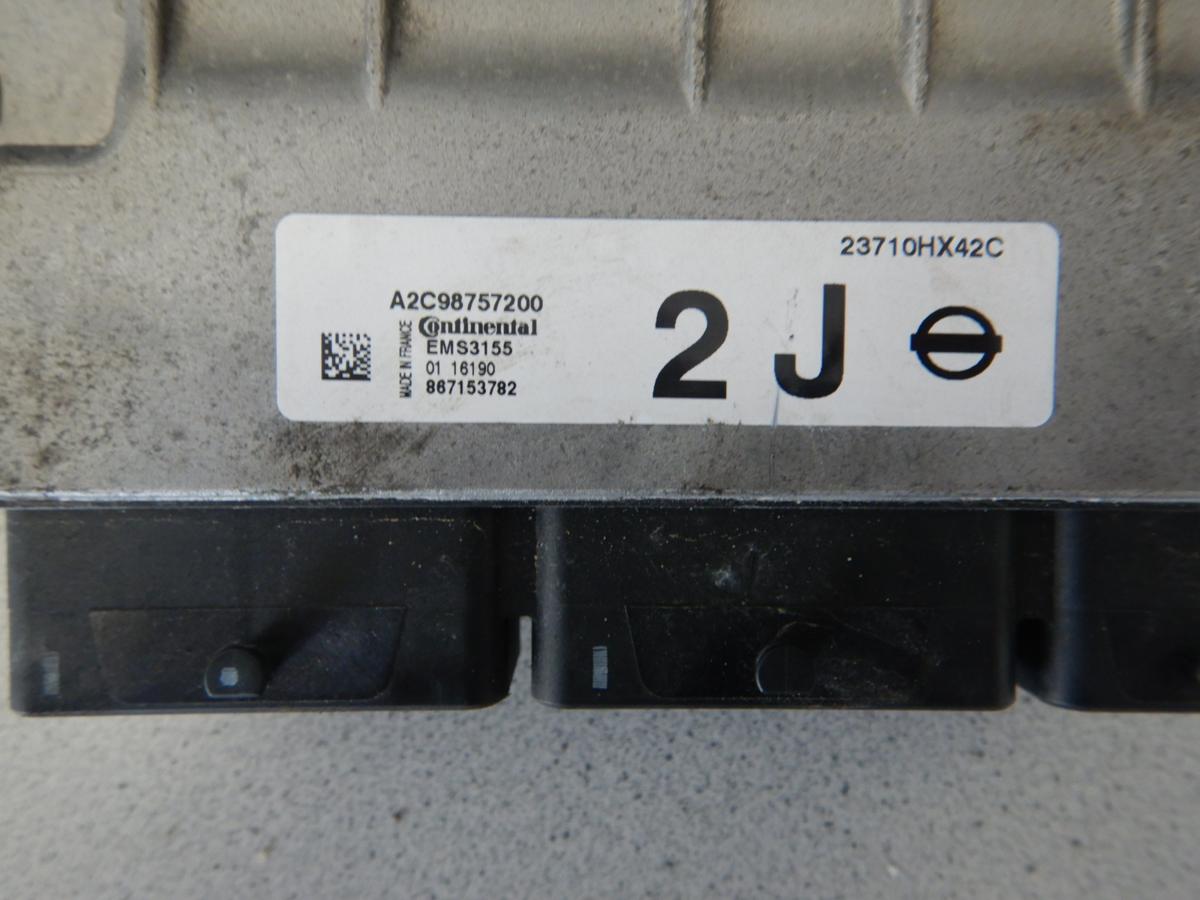 23710HX42C
A2C98757200
Continental
MADE IN FRANCE
EMS3155
01 16190
867153782
2 J